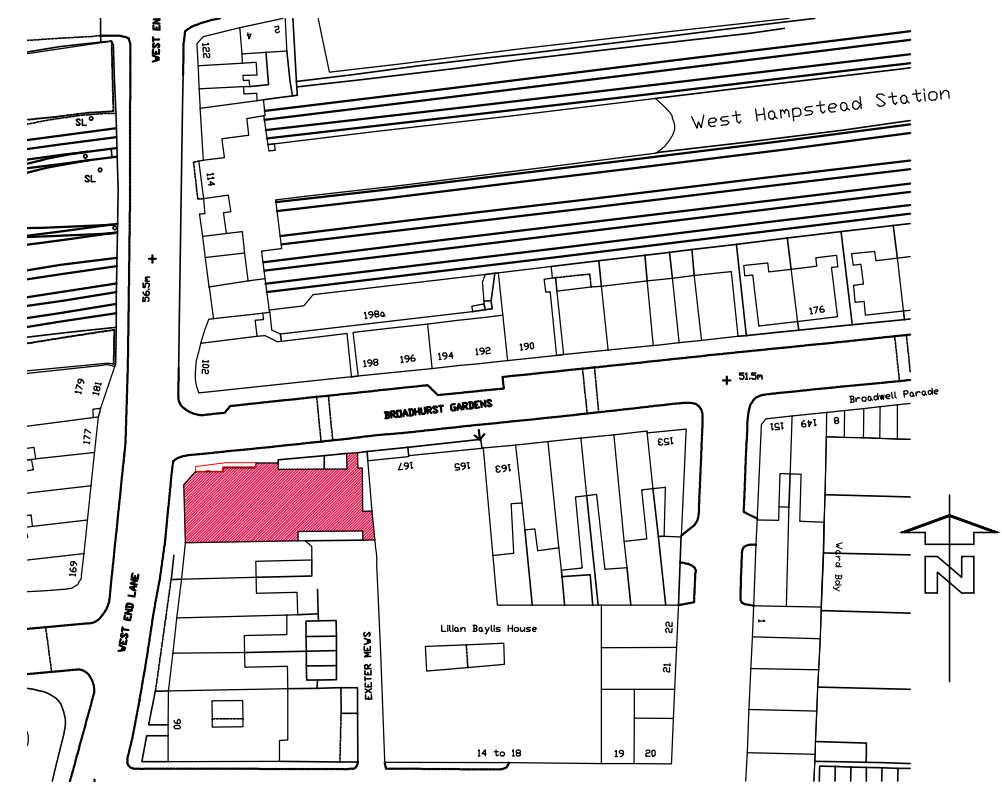 WEST EN
122
4
2
SL
SL
West Hampstead Station
114
56.5m
198a
176
102
198
196
194
192
190
179
181
177
169
BROADHURST GARDENS
51.5m
Broadwell Parade
167
165
163
153
151
149
8
Ward Bdy
N
WEST END LANE
EXETER MEWS
Lilian Baylis House
22
21
1
90
14 to 18
19
20